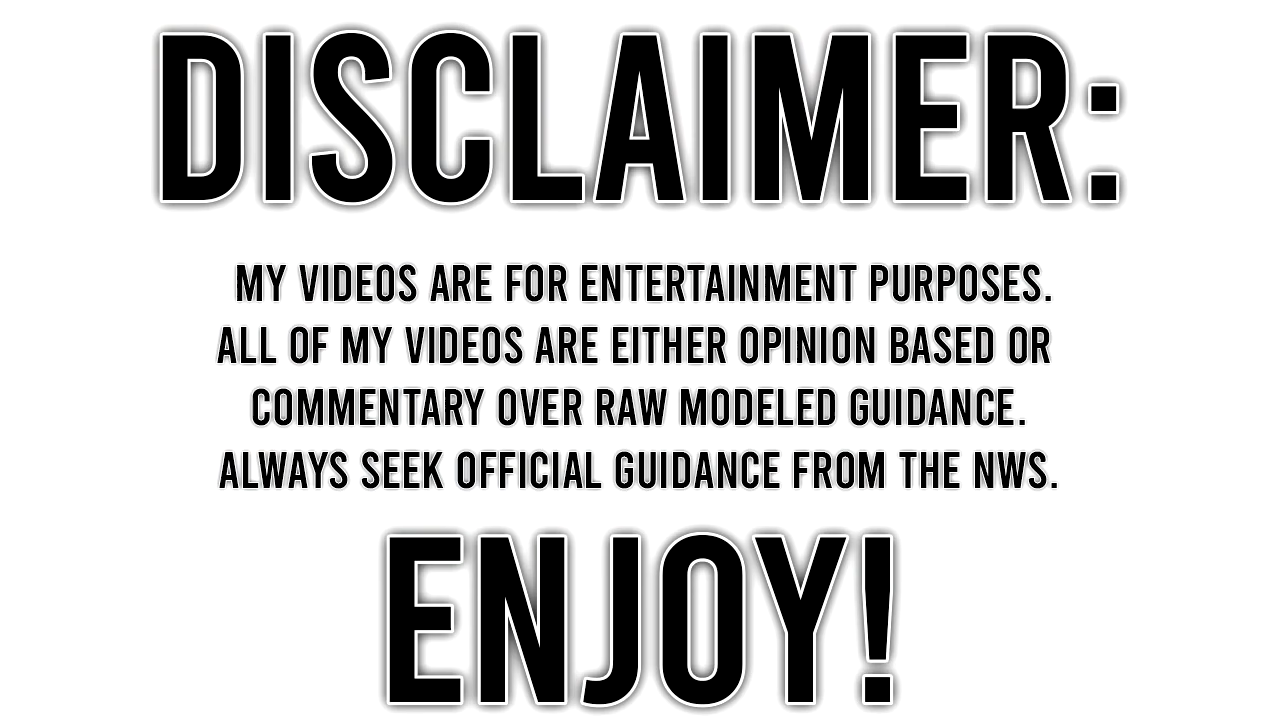 DISCLAIMER:
MY VIDEOS ARE FOR ENTERTAINMENT PURPOSES.
ALL OF MY VIDEOS ARE EITHER OPINION BASED OR
COMMENTARY OVER RAW MODELED GUIDANCE.
ALWAYS SEEK OFFICIAL GUIDANCE FROM THE NWS.
ENJOY!